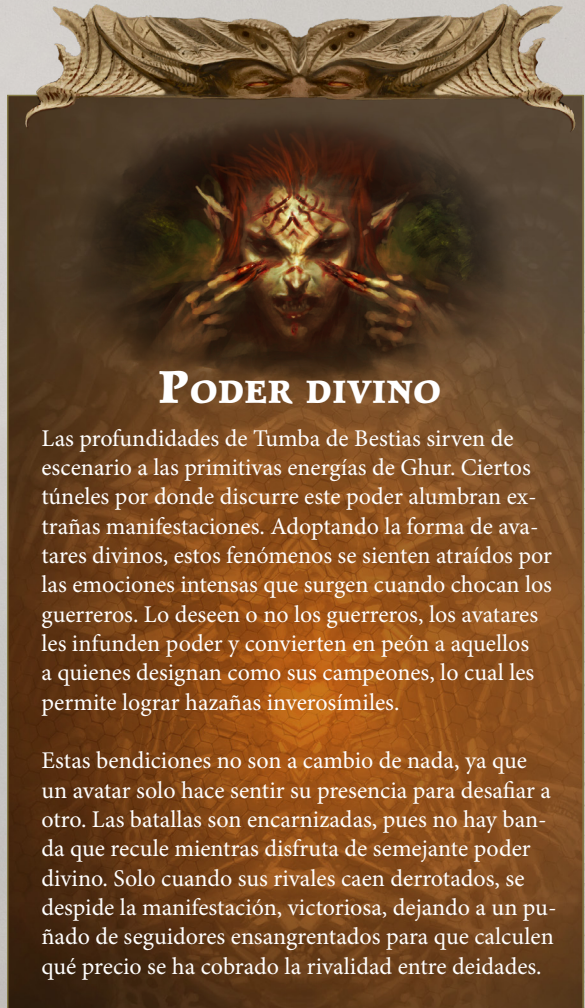 PODER DIVINO
Las profundidades de Tumba de Bestias sirven de
escenario a las primitivas energías de Ghur. Ciertos
túneles por donde discurre este poder alumbran ex-
trañas manifestaciones. Adoptando la forma de ava-
tares divinos, estos fenómenos se sienten atraídos por
las emociones intensas que surgen cuando chocan los
guerreros. Lo deseen o no los guerreros, los avatares
les infunden poder y convierten en peón a aquellos
a quienes designan como sus campeones, lo cual les
permite lograr hazañas inverosímiles.
Estas bendiciones no son a cambio de nada, ya que
un avatar solo hace sentir su presencia para desafiar a
otro. Las batallas son encarnizadas, pues no hay ban-
da que recule mientras disfruta de semejante poder
divino. Solo cuando sus rivales caen derrotados, se
despide la manifestación, victoriosa, dejando a un pu-
ñado de seguidores ensangrentados para que calculen
qué precio se ha cobrado la rivalidad entre deidades.